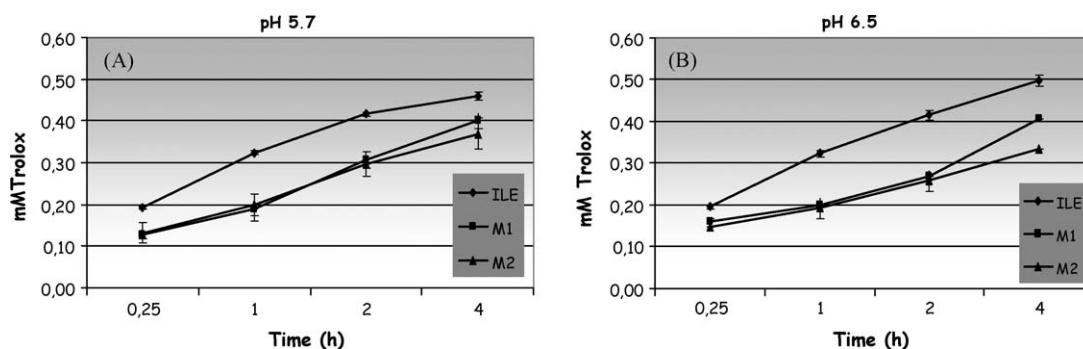 pH 5.7
(A)
0,60
0,50
0,40
0,30
0,20
0,10
0,00
mMTrolox
ILE
M1
M2
0,25 1 2 4
Time (h)
pH 6.5
(B)
0,60
0,50
0,40
0,30
0,20
0,10
0,00
mM Trolox
ILE
M1
M2
0,25 1 2 4
Time (h)